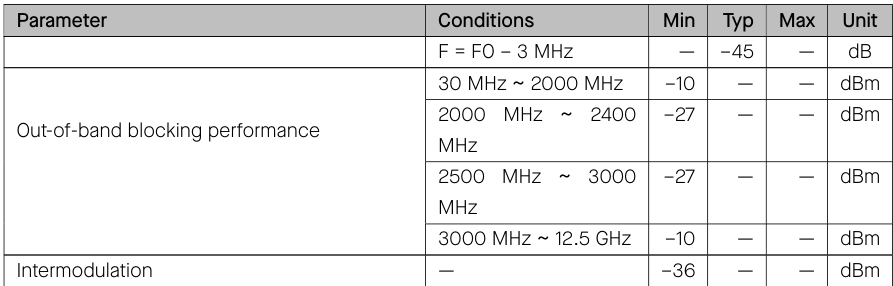 Parameter Conditions Min Typ Max Unit
F = F0 – 3 MHz — –45 — dB
Out-of-band blocking performance
30 MHz ~ 2000 MHz –10 — — dBm
2000 MHz ~ 2400 –27 — — dBm
MHz
2500 MHz ~ 3000 –27 — — dBm
MHz
3000 MHz ~ 12.5 GHz –10 — — dBm
Intermodulation — –36 — — dBm